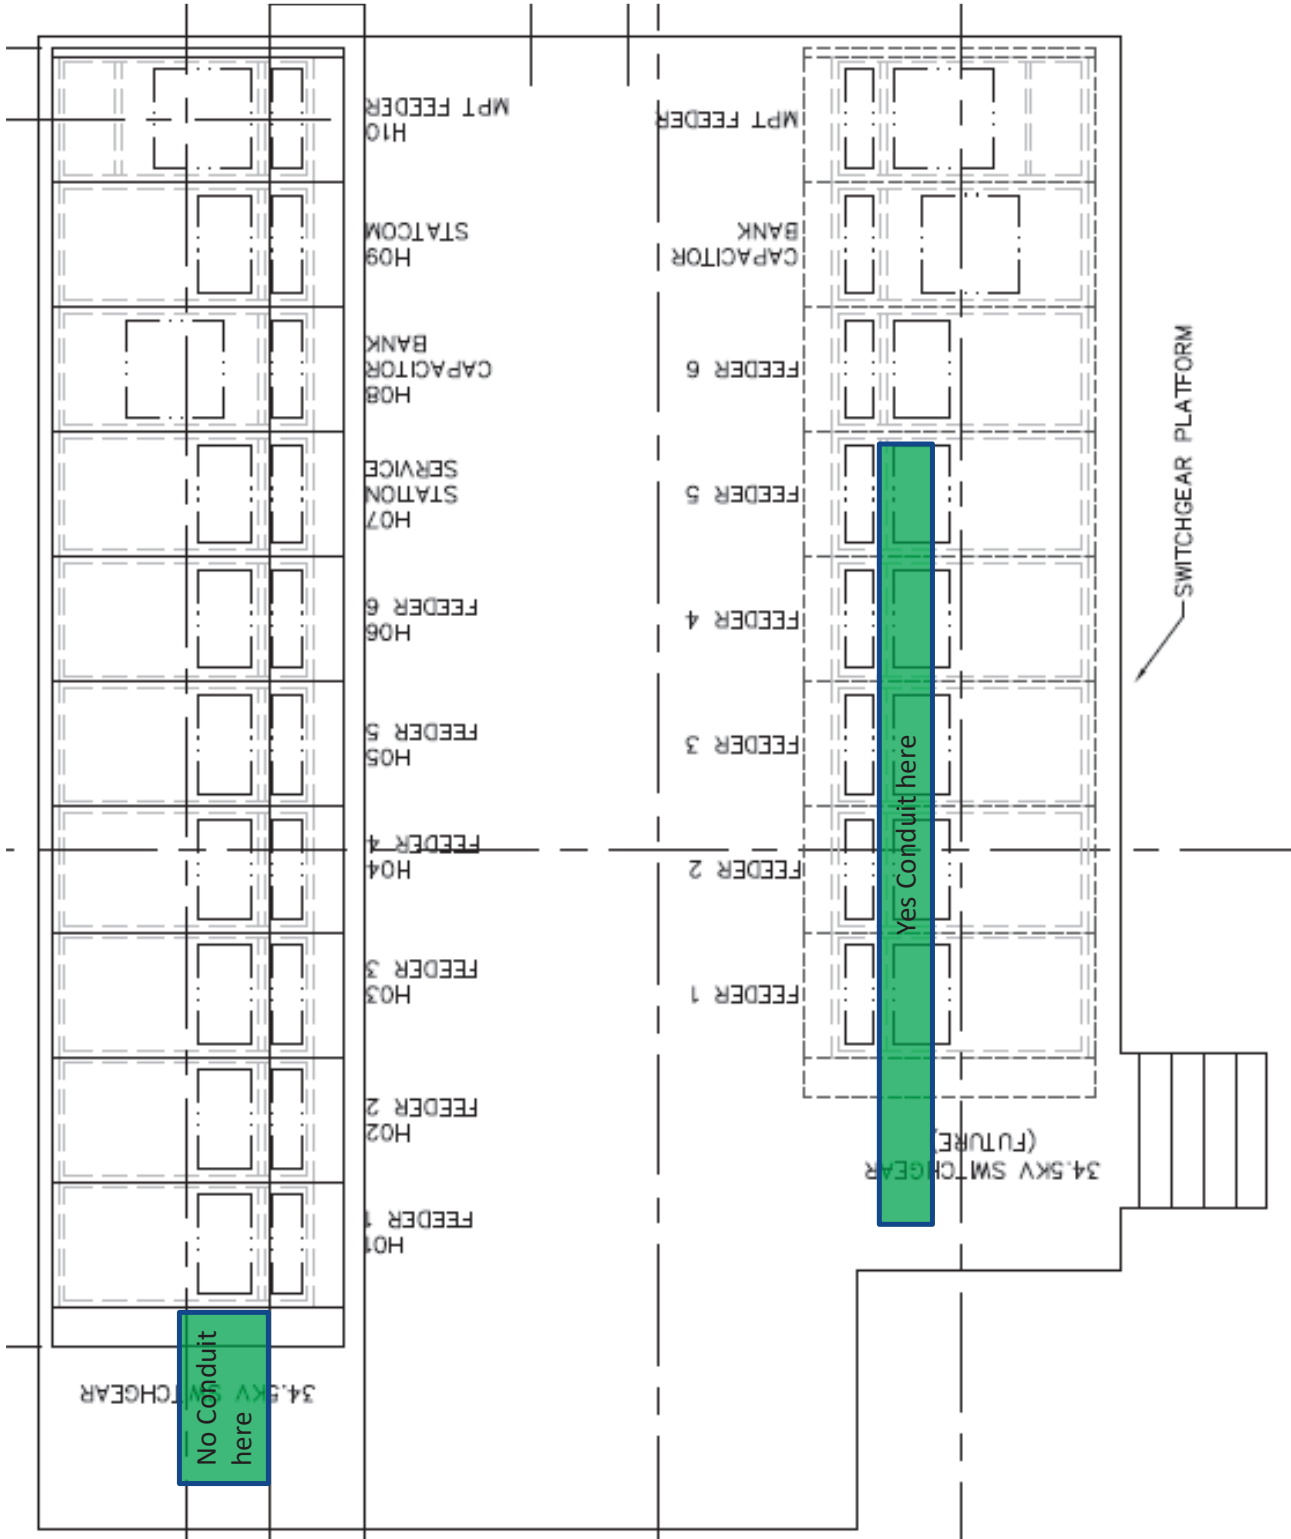 MPT FEEDER
H10
STATCOM
H09
BANK
CAPACITOR
H08
SERVICE
STATION
H07
FEEDER 6
H06
FEEDER 5
H05
FEEDER 4
H04
FEEDER 3
H03
FEEDER 2
H02
FEEDER 1
H01
34.5KV SWITCHGEAR
No Conduit
here
MPT FEEDER
BANK
CAPACITOR
FEEDER 6
FEEDER 5
FEEDER 4
FEEDER 3
FEEDER 2
FEEDER 1
(FUTURE)
34.5KV SWITCHGEAR
Yes Conduit here
SWITCHGEAR PLATFORM